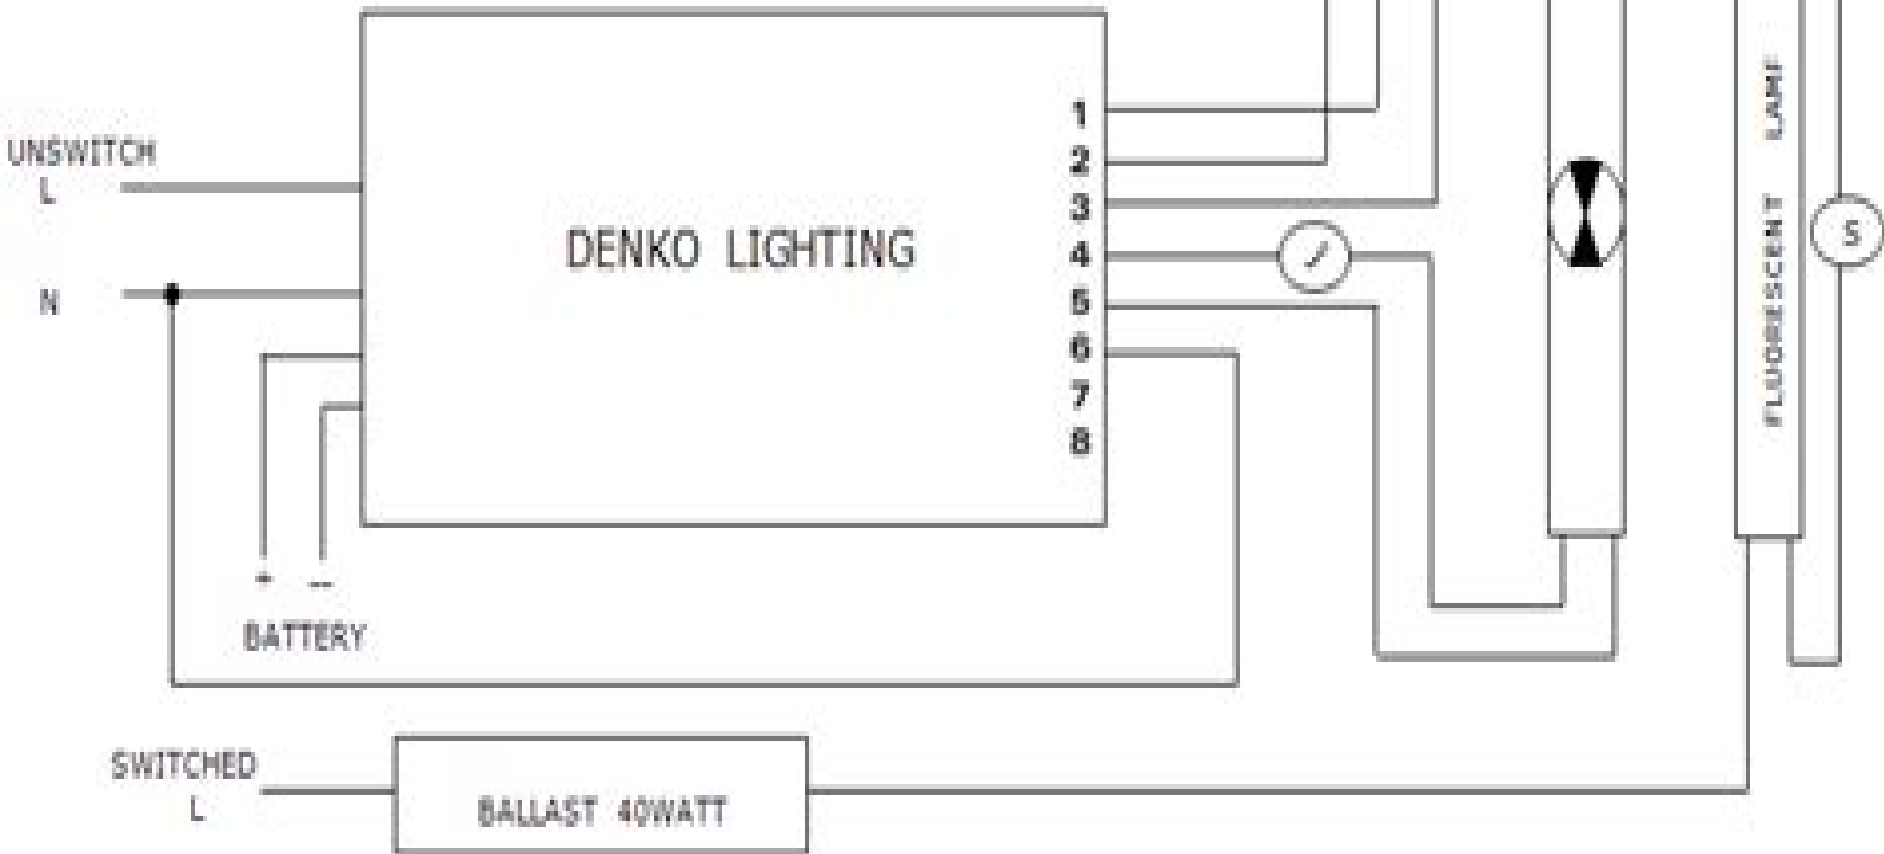 UNSWITCH
L
N
DENKO LIGHTING
1
2
3
4
5
6
7
8
+ --
BATTERY
SWITCHED
L
BALLAST 40WATT
FLUORESCENT LAMP
S